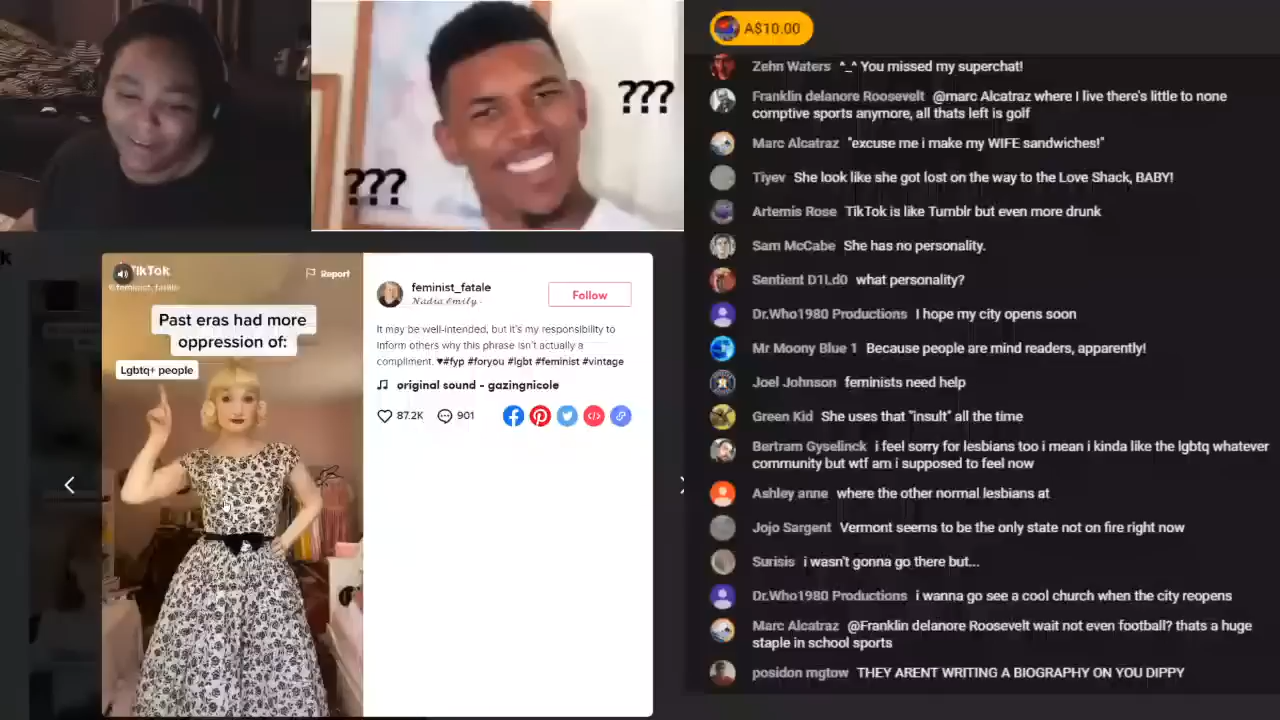 ???
???
TikTok
Report
@feminist_fatale
Past eras had more
oppression of:
Lgbtq+ people
feminist_fatale
Nadia Emily ·
Follow
It may be well-intended, but it's my responsibility to
inform others why this phrase isn't actually a
compliment. ♥#fyp #foryou #lgbt #feminist #vintage
original sound - gazingnicole
87.2K
901
A$10.00
Zehn Waters ^_^ You missed my superchat!
Franklin delanore Roosevelt @marc Alcatraz where I live there's little to none
comptive sports anymore, all thats left is golf
Marc Alcatraz "excuse me i make my WIFE sandwiches!"
Tiyev She look like she got lost on the way to the Love Shack, BABY!
Artemis Rose TikTok is like Tumblr but even more drunk
Sam McCabe She has no personality.
Sentient D1Ld0 what personality?
Dr.Who1980 Productions I hope my city opens soon
Mr Moony Blue 1 Because people are mind readers, apparently!
Joel Johnson feminists need help
Green Kid She uses that "insult" all the time
Bertram Gyselinck i feel sorry for lesbians too i mean i kinda like the lgbtq whatever
community but wtf am i supposed to feel now
Ashley anne where the other normal lesbians at
Jojo Sargent Vermont seems to be the only state not on fire right now
Surisis i wasn't gonna go there but...
Dr.Who1980 Productions i wanna go see a cool church when the city reopens
Marc Alcatraz @Franklin delanore Roosevelt wait not even football? thats a huge
staple in school sports
posidon mgtow THEY ARENT WRITING A BIOGRAPHY ON YOU DIPPY